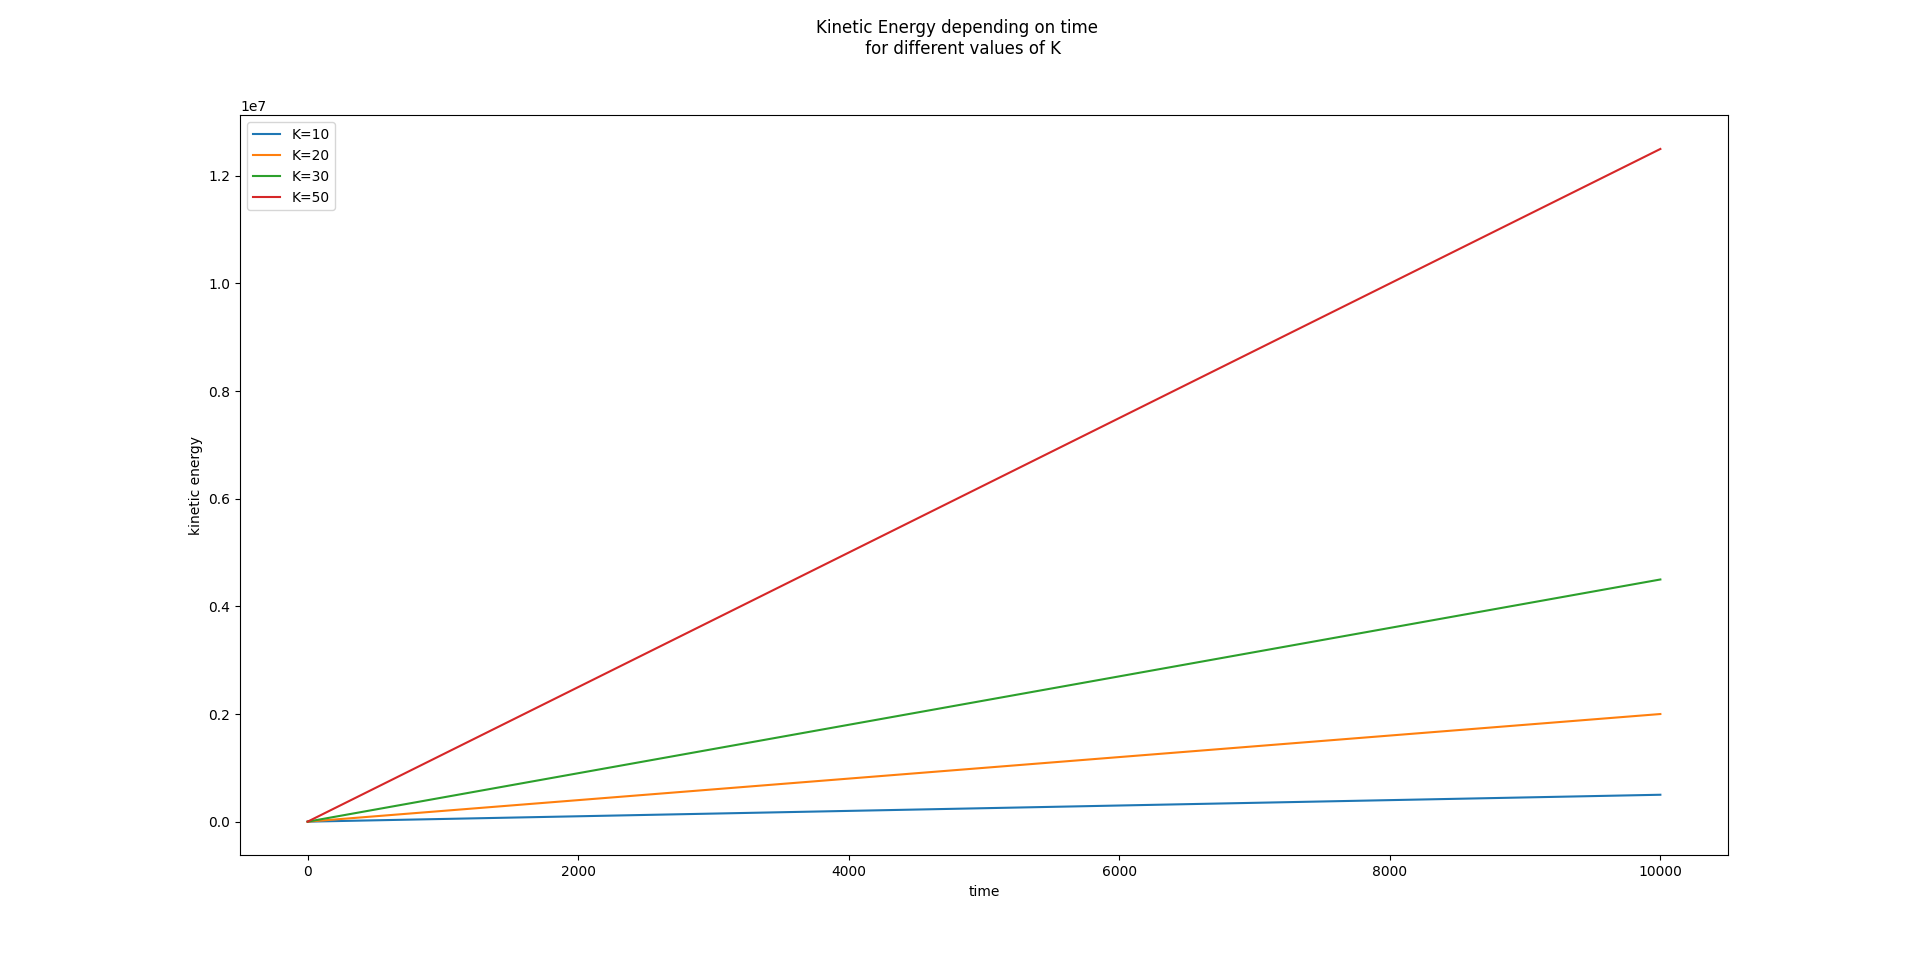 Kinetic Energy depending on time
for different values of K
1e7
K=10
K=20
K=30
K=50
1.2
1.0
0.8
0.6
0.4
0.2
0.0
kinetic energy
0 2000 4000 6000 8000 10000
time